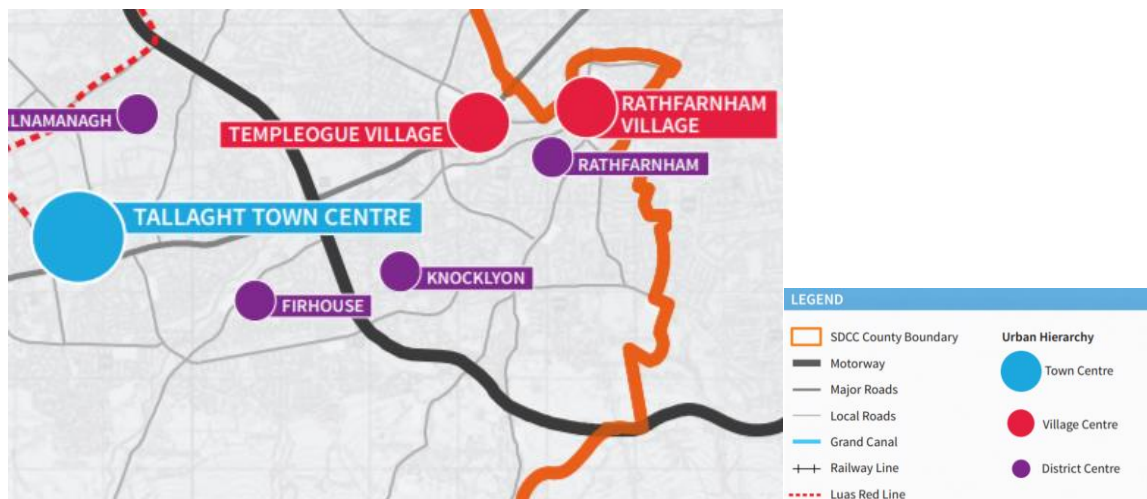 LNAMANAGH
TEMPLEOGUE VILLAGE
RATHFARNHAM
VILLAGE
RATHFARNHAM
TALLAGHT TOWN CENTRE
KNOCKLYON
FIRHOUSE
LEGEND
SDCC County Boundary
Motorway
Major Roads
Local Roads
Grand Canal
Railway Line
Luas Red Line
Urban Hierarchy
Town Centre
Village Centre
District Centre